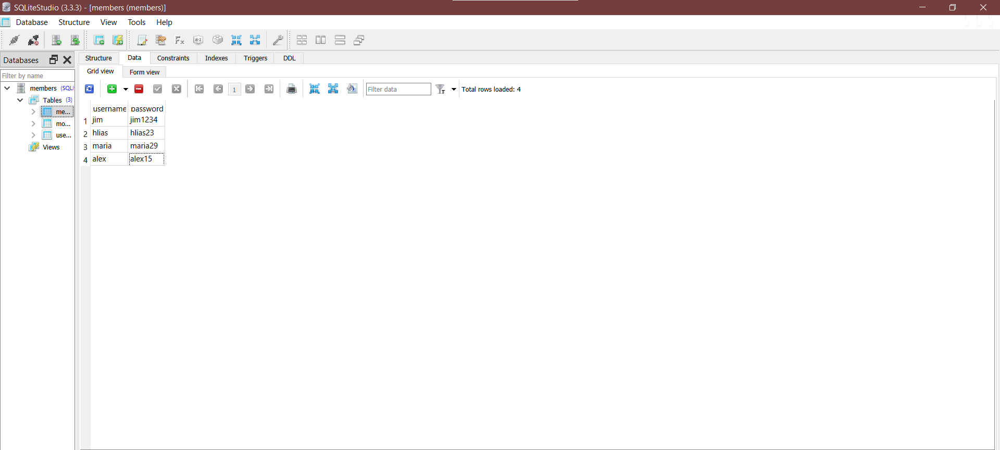 SQLiteStudio (3.3.3) - [members (members)]
Database Structure View Tools Help
Databases
Filter by name
members (SQLi
Tables (3)
me...
mo...
use...
Views
Structure Data Constraints Indexes Triggers DDL
Grid view Form view
1 Filter data T Total rows loaded: 4
username password
1 jim jim1234
2 hlias hlias23
3 maria maria29
4 alex alex15